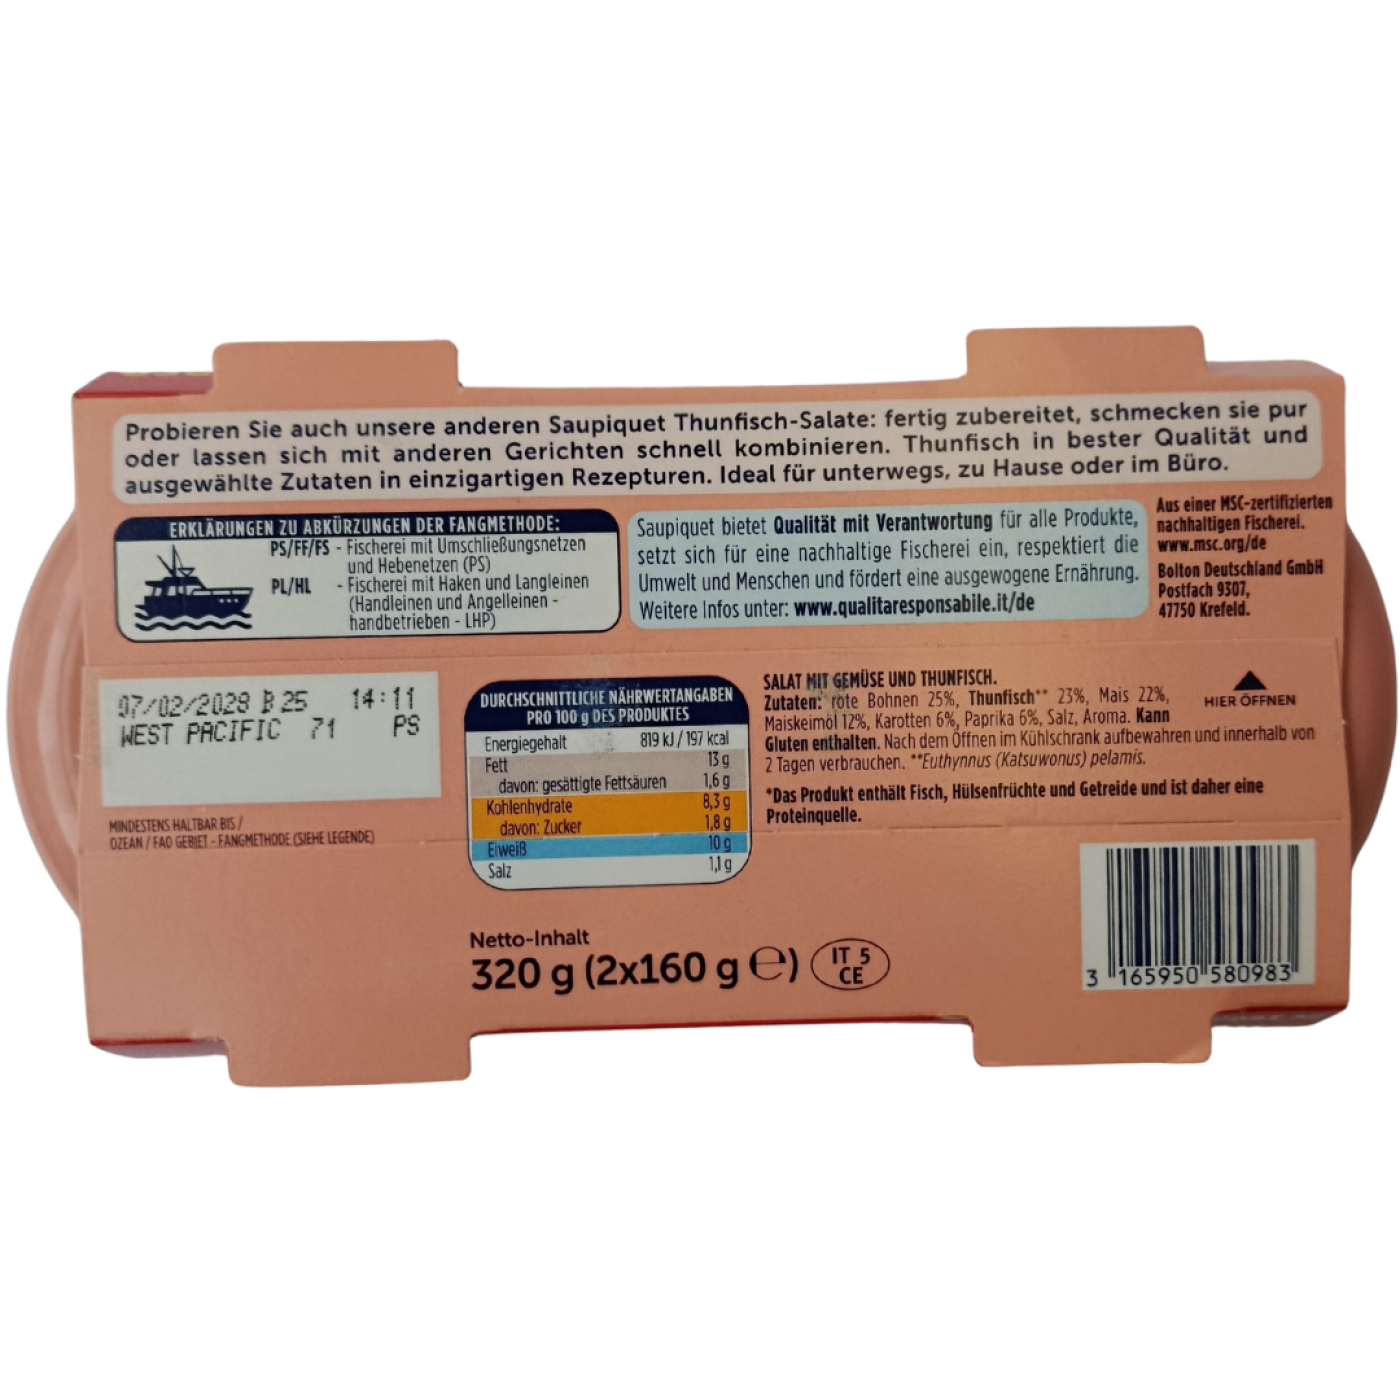 Probieren Sie auch unsere anderen Saupiquet Thunfisch-Salate: fertig zubereitet, schmecken sie pur
oder lassen sich mit anderen Gerichten schnell kombinieren. Thunfisch in bester Qualität und
ausgewählte Zutaten in einzigartigen Rezepturen. Ideal für unterwegs, zu Hause oder im Büro.
ERKLÄRUNGEN ZU ABKÜRZUNGEN DER FANGMETHODE:
PS/FF/FS - Fischerei mit Umschließungsnetzen
und Hebenetzen (PS)
PL/HL - Fischerei mit Haken und Langleinen
(Handleinen und Angelleinen -
handbetrieben - LHP)
Saupiquet bietet Qualität mit Verantwortung für alle Produkte,
setzt sich für eine nachhaltige Fischerei ein, respektiert die
Umwelt und Menschen und fördert eine ausgewogene Ernährung.
Weitere Infos unter: www.qualitaresponsabile.it/de
Aus einer MSC-zertifizierten
nachhaltigen Fischerei.
www.msc.org/de
Bolton Deutschland GmbH
Postfach 9307,
47750 Krefeld.
07/02/2028 B 25 14:11
WEST PACIFIC 71 PS
MINDESTENS HALTBAR BIS /
OZEAN / FAO GEBIET - FANGMETHODE (SIEHE LEGENDE)
DURCHSCHNITTLICHE NÄHRWERTANGABEN
PRO 100 g DES PRODUKTES
Energiegehalt 819 kJ / 197 kcal
Fett 13 g
davon: gesättigte Fettsäuren 1,6 g
Kohlenhydrate 8,3 g
davon: Zucker 1,8 g
Eiweiß 10 g
Salz 1,1 g
SALAT MIT GEMÜSE UND THUNFISCH.
Zutaten: rote Bohnen 25%, Thunfisch** 23%, Mais 22%,
Maiskeimöl 12%, Karotten 6%, Paprika 6%, Salz, Aroma. Kann
Gluten enthalten. Nach dem Öffnen im Kühlschrank aufbewahren und innerhalb von
2 Tagen verbrauchen. **Euthynnus (Katsuwonus) pelamis.
*Das Produkt enthält Fisch, Hülsenfrüchte und Getreide und ist daher eine
Proteinquelle.
HIER ÖFFNEN
Netto-Inhalt
320 g (2x160 g ℮)
IT 5
CE
3 165950 580983